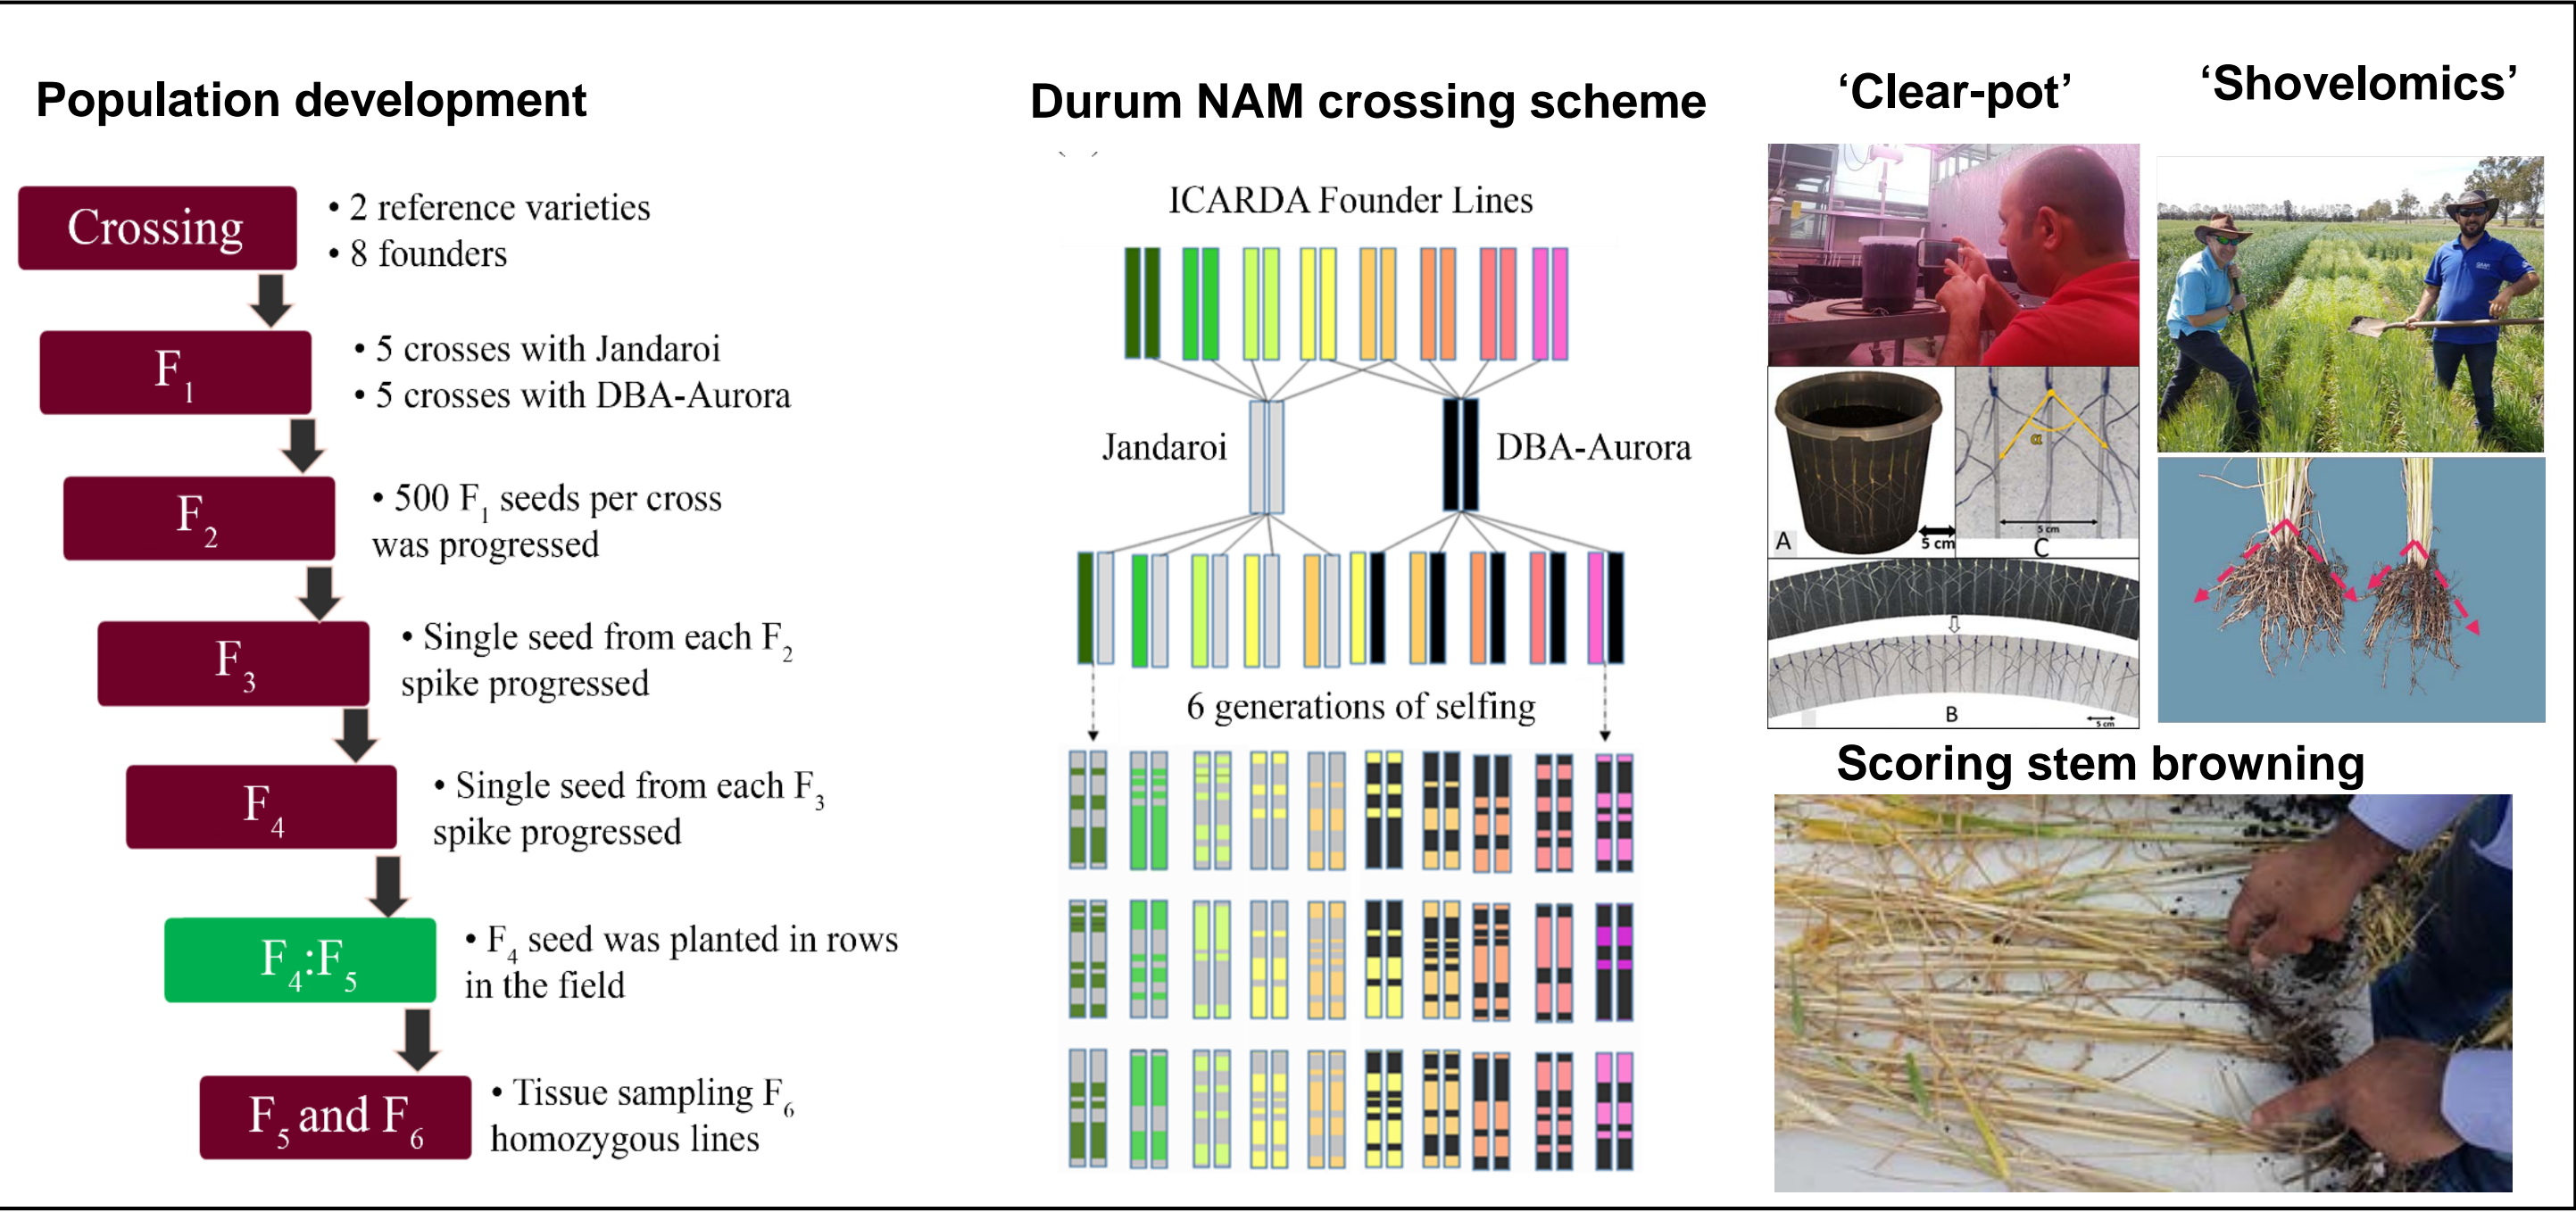 Population development
Crossing
• 2 reference varieties
• 8 founders
F1
• 5 crosses with Jandaroi
• 5 crosses with DBA-Aurora
F2
• 500 F1 seeds per cross
was progressed
F3
• Single seed from each F2
spike progressed
F4
• Single seed from each F3
spike progressed
F4:F5
• F4 seed was planted in rows
in the field
F5 and F6
• Tissue sampling F6
homozygous lines
Durum NAM crossing scheme
ICARDA Founder Lines
Jandaroi
DBA-Aurora
6 generations of selfing
‘Clear-pot’
A
5 cm
α
5 cm
C
B
5 cm
‘Shovelomics’
Scoring stem browning